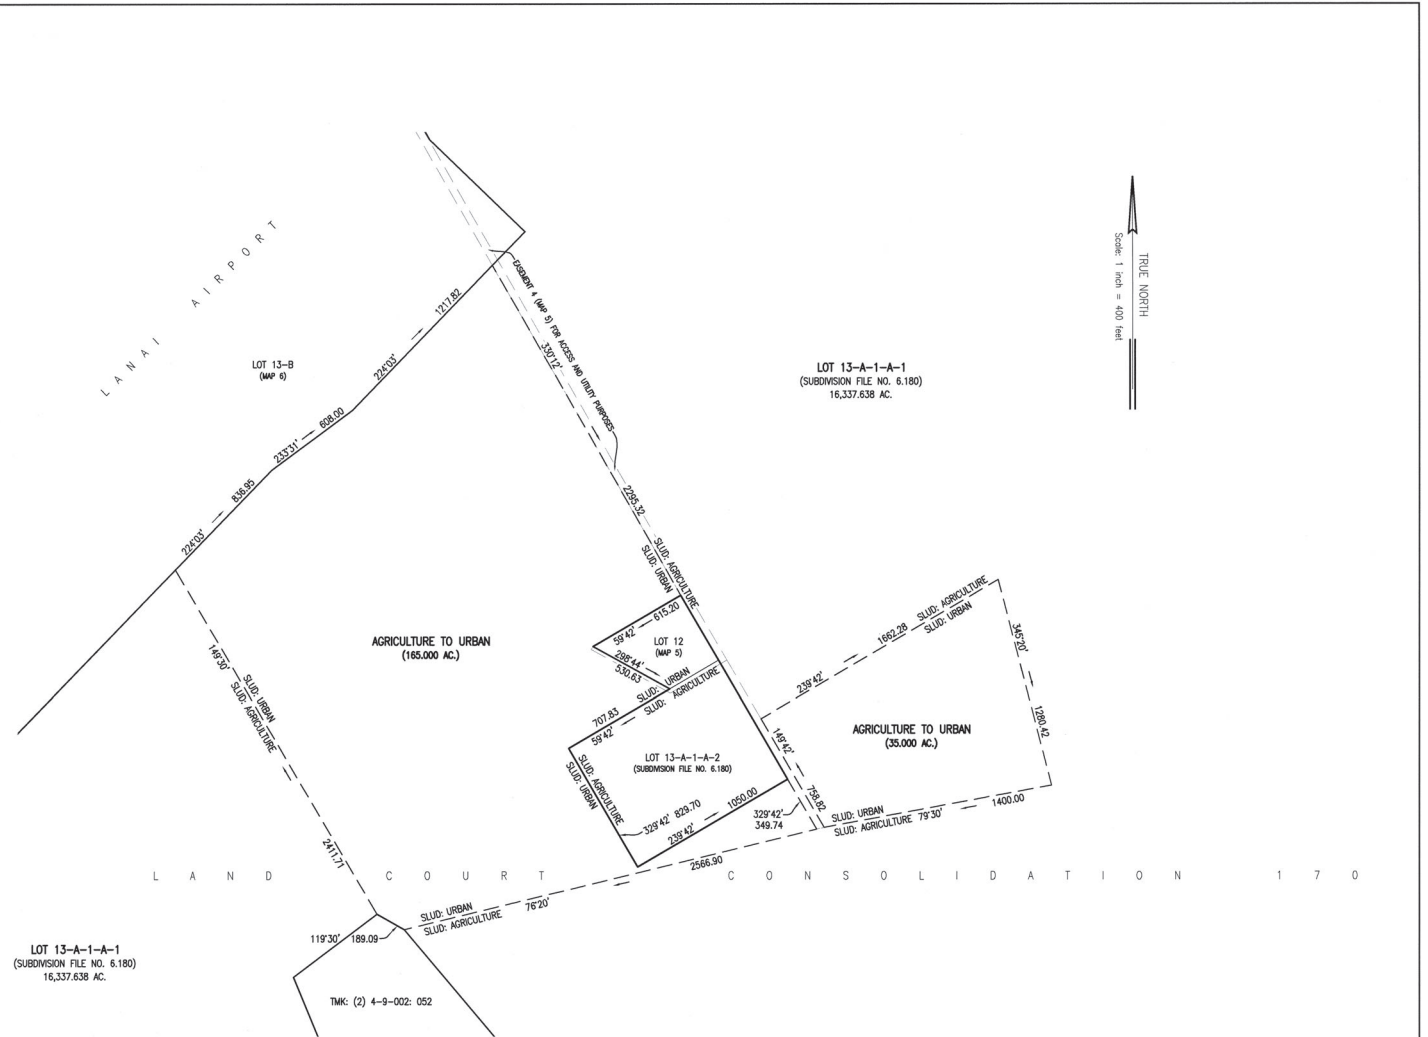 LANAI AIRPORT
TRUE NORTH
Scale: 1 inch = 400 feet
EASEMENT 4 (MAP 5) FOR ACCESS AND UTILITY PURPOSES
1217.82
224°03'
330°12'
LOT 13-B
(MAP 6)
LOT 13-A-1-A-1
(SUBDIVISION FILE NO. 6.180)
16,337.638 AC.
608.00
233°31'
836.95
224°03'
2295.32
SLUD: AGRICULTURE
SLUD: URBAN
AGRICULTURE TO URBAN
(165.000 AC.)
59°42'
615.20
LOT 12
(MAP 5)
298°44'
530.63
SLUD: URBAN
SLUD: AGRICULTURE
1662.28
239°42'
SLUD: AGRICULTURE
SLUD: URBAN
345°20'
1280.42
149°30'
SLUD: URBAN
SLUD: AGRICULTURE
2411.71
707.83
59°42'
149°42'
758.82
AGRICULTURE TO URBAN
(35.000 AC.)
LOT 13-A-1-A-2
(SUBDIVISION FILE NO. 6.180)
SLUD: AGRICULTURE
SLUD: URBAN
329°42' 829.70
1050.00
239°42'
329°42'
349.74
SLUD: URBAN
SLUD: AGRICULTURE 79°30'
1400.00
2566.90
LAND COURT CONSOLIDATION 170
SLUD: URBAN
SLUD: AGRICULTURE
76°20'
119°30' 189.09
LOT 13-A-1-A-1
(SUBDIVISION FILE NO. 6.180)
16,337.638 AC.
TMK: (2) 4-9-002: 052